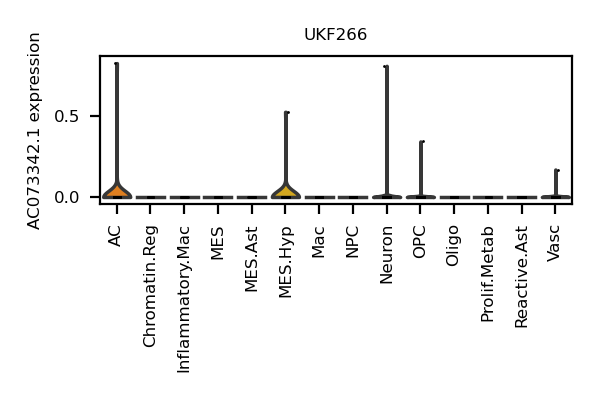 UKF266
AC073342.1 expression
0.5
0.0
AC
Chromatin.Reg
Inflammatory.Mac
MES
MES.Ast
MES.Hyp
Mac
NPC
Neuron
OPC
Oligo
Prolif.Metab
Reactive.Ast
Vasc